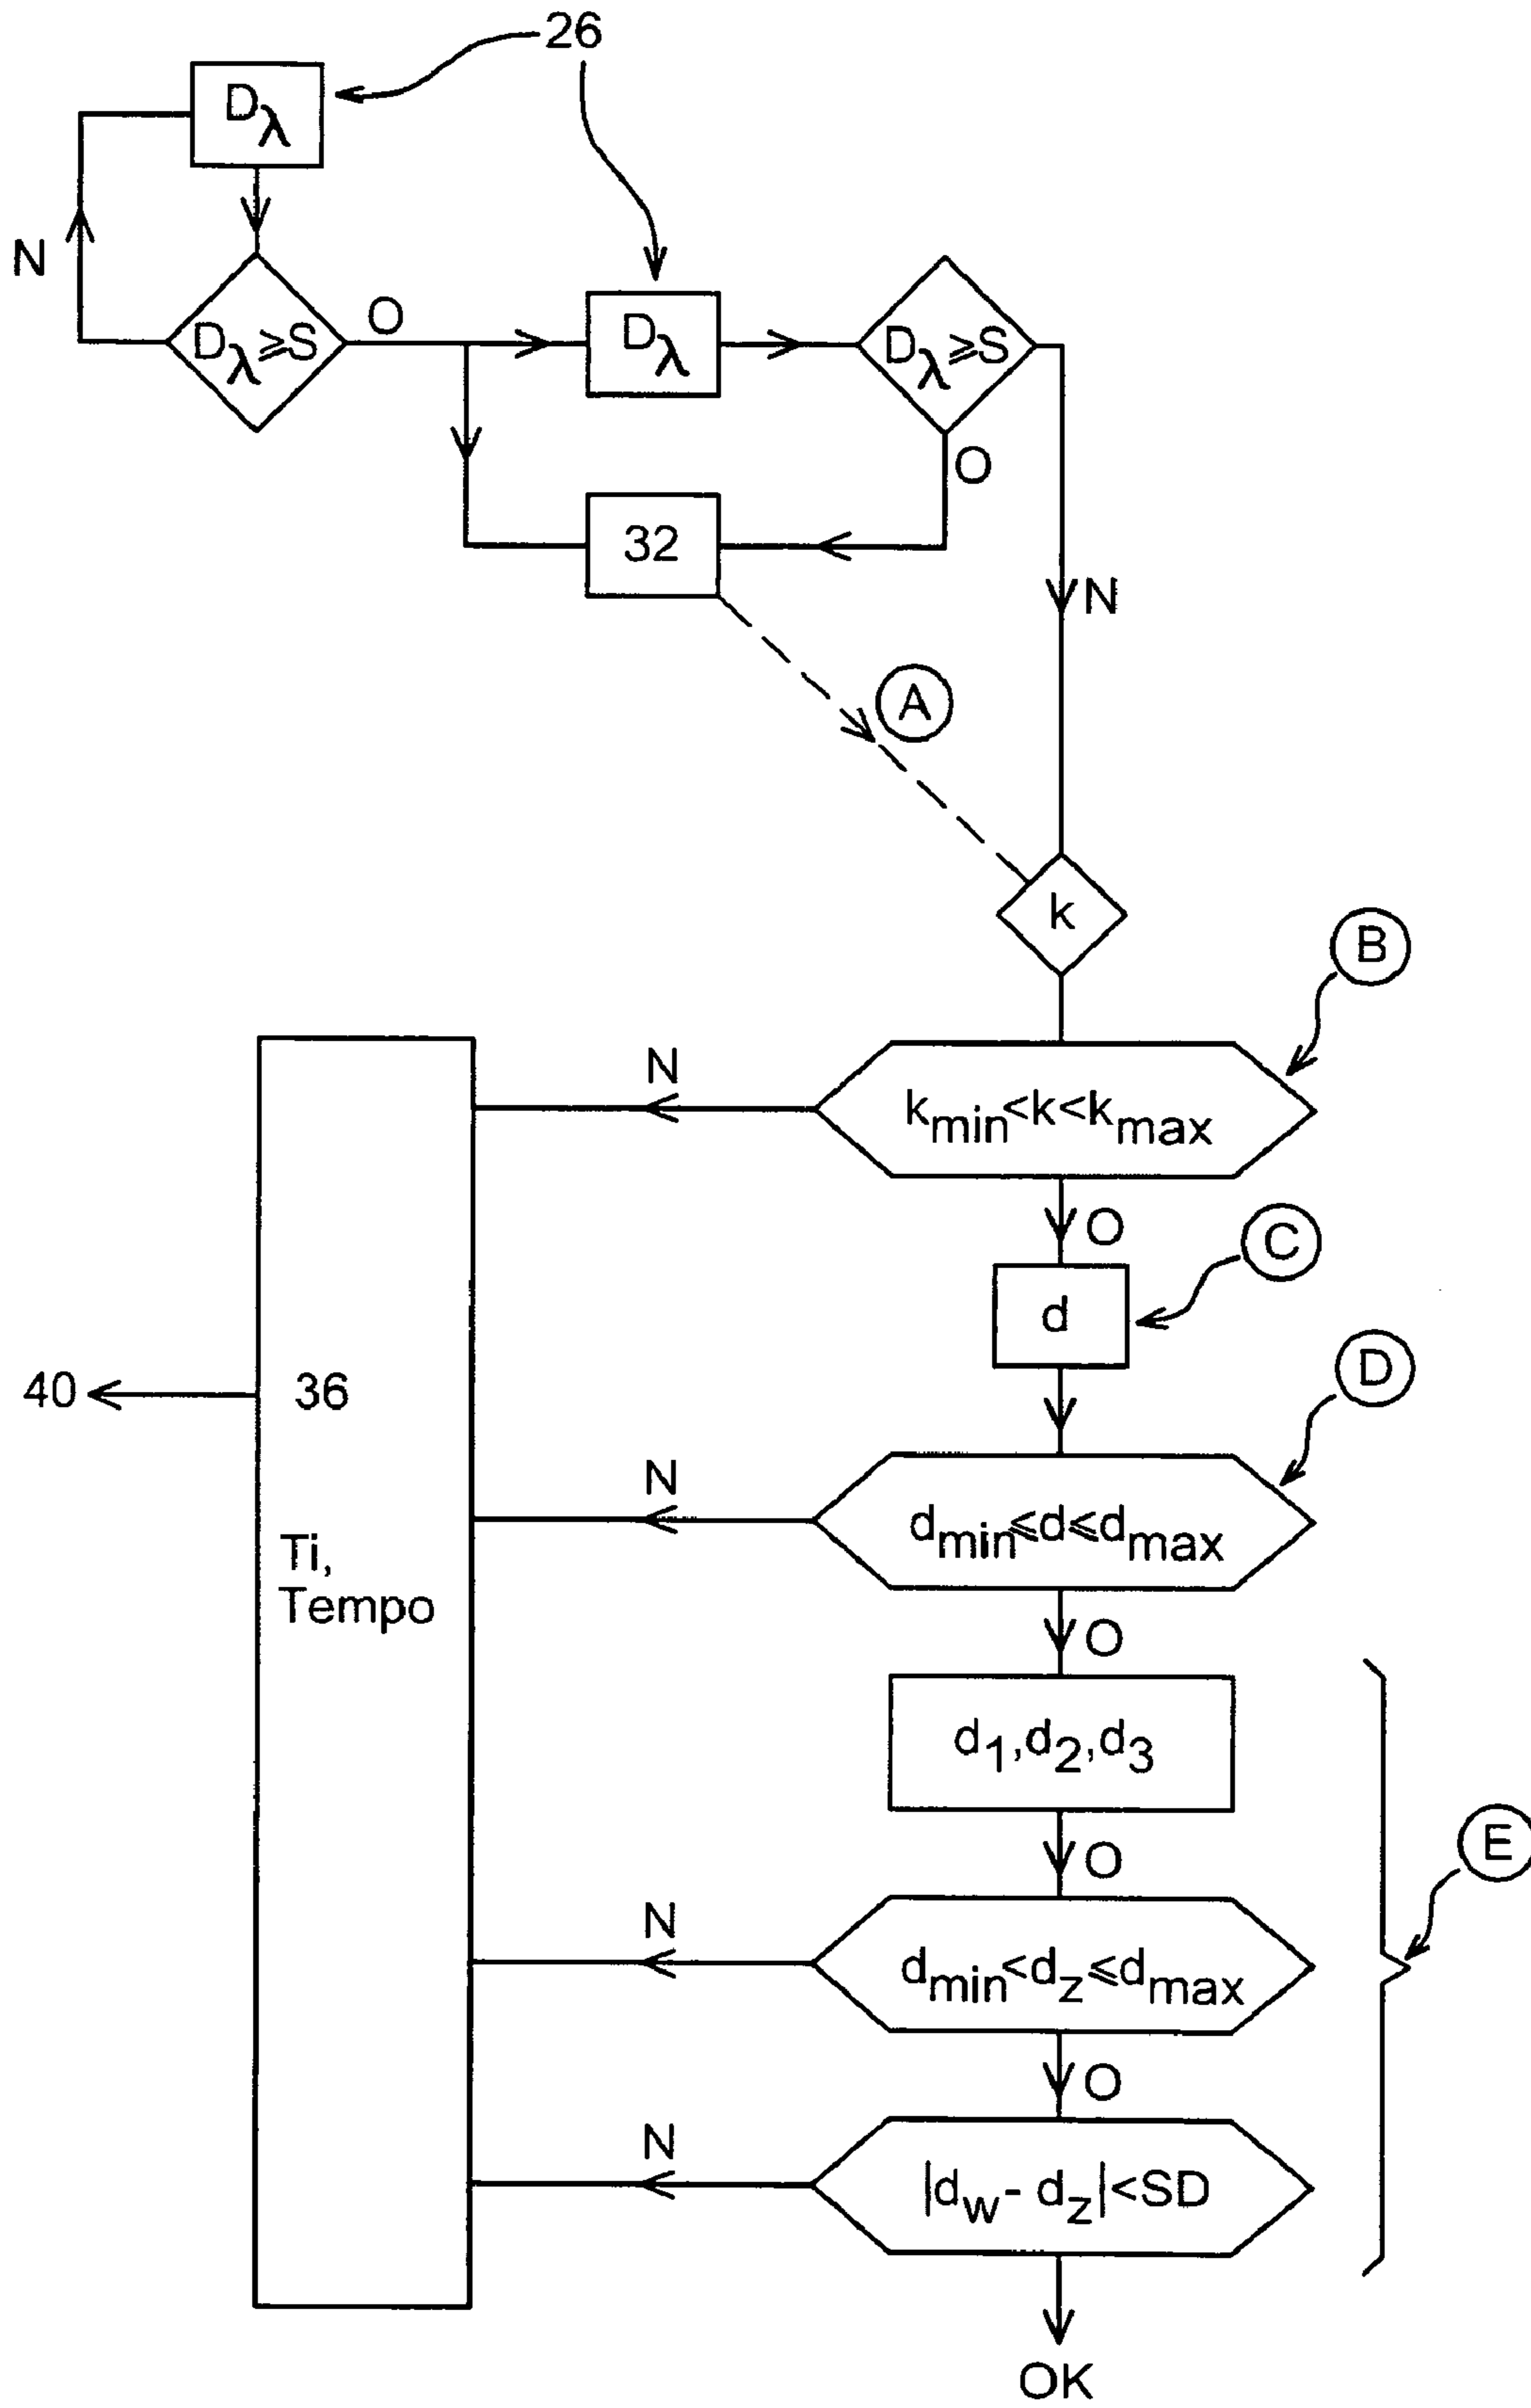 26
Dλ
N
Dλ⩾S
O
Dλ
Dλ⩾S
O
32
N
A
k
B
N
kmin<k<kmax
O
C
d
D
40
36
N
dmin⩽d⩽dmax
Ti,
Tempo
O
d1,d2,d3
E
O
N
dmin<dz⩽dmax
O
N
|dw- dz|<SD
OK